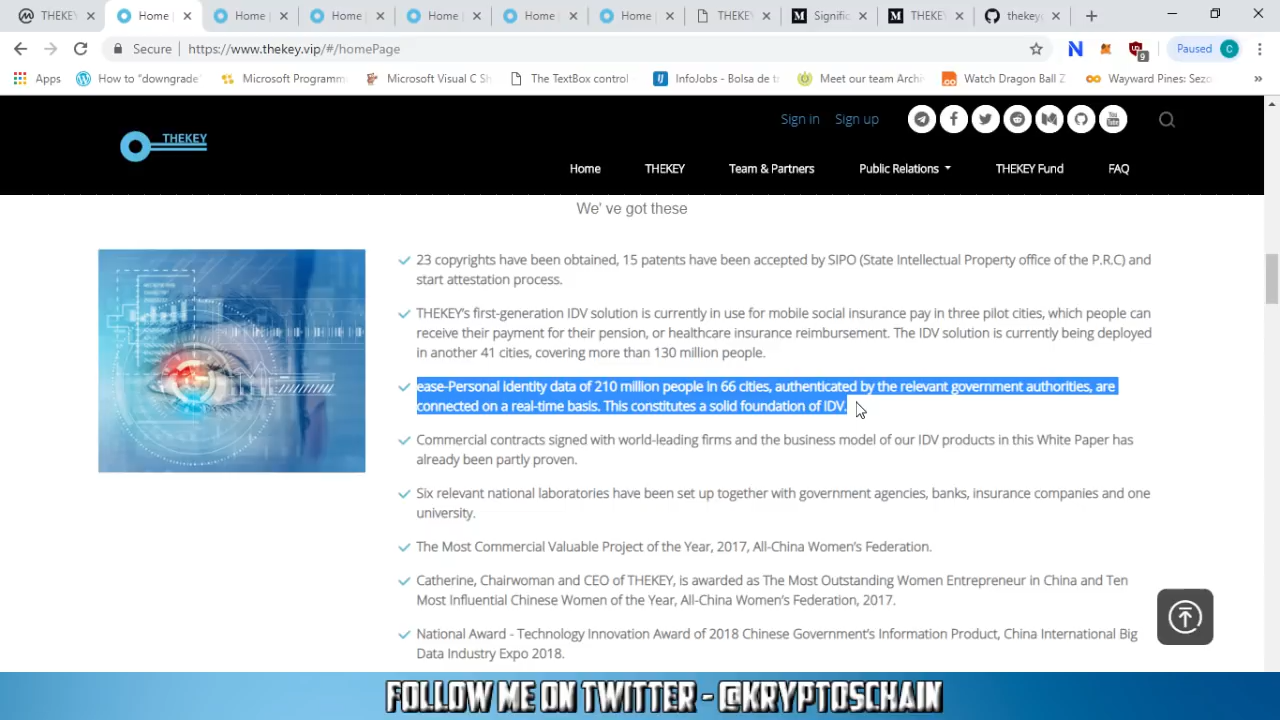 THEKEY
Home |
Home |
Home |
Home |
Home |
Home |
THEKEY
Signific
THEKEY
thekey
Secure | https://www.thekey.vip/#/homePage
Paused C
9
Apps
How to “downgrade
Microsoft Programm
Microsoft Visual C Sh
The TextBox control
InfoJobs - Bolsa de t
Meet our team Archi
Watch Dragon Ball Z
Wayward Pines: Sezo
»
THEKEY
Sign in
Sign up
Home
THEKEY
Team & Partners
Public Relations
THEKEY Fund
FAQ
We' ve got these
23 copyrights have been obtained, 15 patents have been accepted by SIPO (State Intellectual Property office of the P.R.C) and
start attestation process.
THEKEY’s first-generation IDV solution is currently in use for mobile social insurance pay in three pilot cities, which people can
receive their payment for their pension, or healthcare insurance reimbursement. The IDV solution is currently being deployed
in another 41 cities, covering more than 130 million people.
ease-Personal identity data of 210 million people in 66 cities, authenticated by the relevant government authorities, are
connected on a real-time basis. This constitutes a solid foundation of IDV.
Commercial contracts signed with world-leading firms and the business model of our IDV products in this White Paper has
already been partly proven.
Six relevant national laboratories have been set up together with government agencies, banks, insurance companies and one
university.
The Most Commercial Valuable Project of the Year, 2017, All-China Women’s Federation.
Catherine, Chairwoman and CEO of THEKEY, is awarded as The Most Outstanding Women Entrepreneur in China and Ten
Most Influential Chinese Women of the Year, All-China Women’s Federation, 2017.
National Award - Technology Innovation Award of 2018 Chinese Government’s Information Product, China International Big
Data Industry Expo 2018.
FOLLOW ME ON TWITTER - @KRYPTOSCHAIN